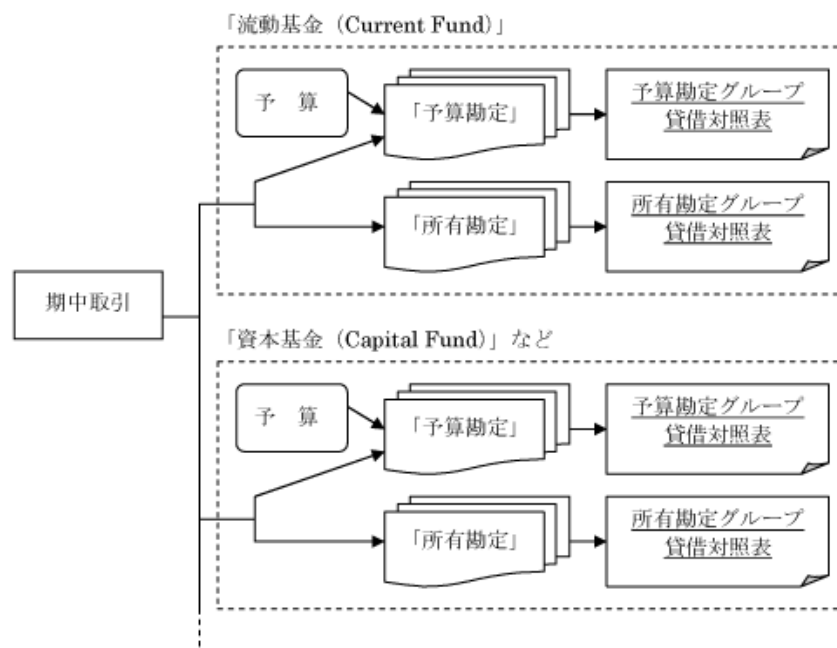 「流動基金（Current Fund）」
予　算
「予算勘定」
予算勘定グループ
貸借対照表
「所有勘定」
所有勘定グループ
貸借対照表
期中取引
「資本基金（Capital Fund）」など
予　算
「予算勘定」
予算勘定グループ
貸借対照表
「所有勘定」
所有勘定グループ
貸借対照表